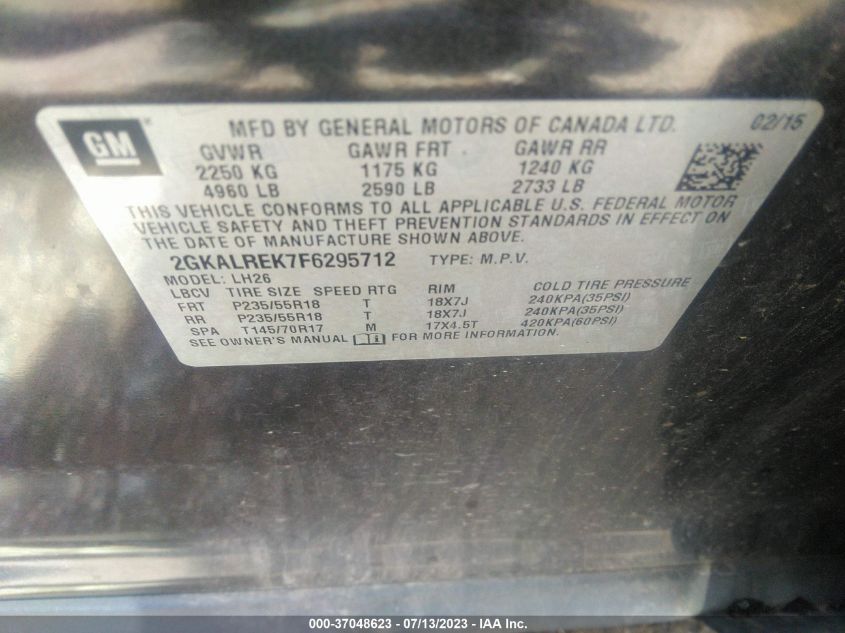 GM MFD BY GENERAL MOTORS OF CANADA LTD. 02/15
GVWR GAWR FRT GAWR RR
2250 KG 1175 KG 1240 KG
4960 LB 2590 LB 2733 LB
THIS VEHICLE CONFORMS TO ALL APPLICABLE U.S. FEDERAL MOTOR
VEHICLE SAFETY AND THEFT PREVENTION STANDARDS IN EFFECT ON
THE DATE OF MANUFACTURE SHOWN ABOVE.
2GKALREK7F6295712 TYPE: M.P.V.
MODEL: LH26
LBCV TIRE SIZE SPEED RTG RIM COLD TIRE PRESSURE
FRT P235/55R18 T 18X7J 240KPA(35PSI)
RR P235/55R18 T 18X7J 240KPA(35PSI)
SPA T145/70R17 M 17X4.5T 420KPA(60PSI)
SEE OWNER'S MANUAL FOR MORE INFORMATION.
000-37048623 - 07/13/2023 - IAA Inc.